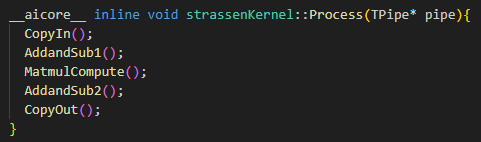 __aicore__ inline void strassenKernel::Process(TPipe* pipe){
  CopyIn();
  AddandSub1();
  MatmulCompute();
  AddandSub2();
  CopyOut();
}